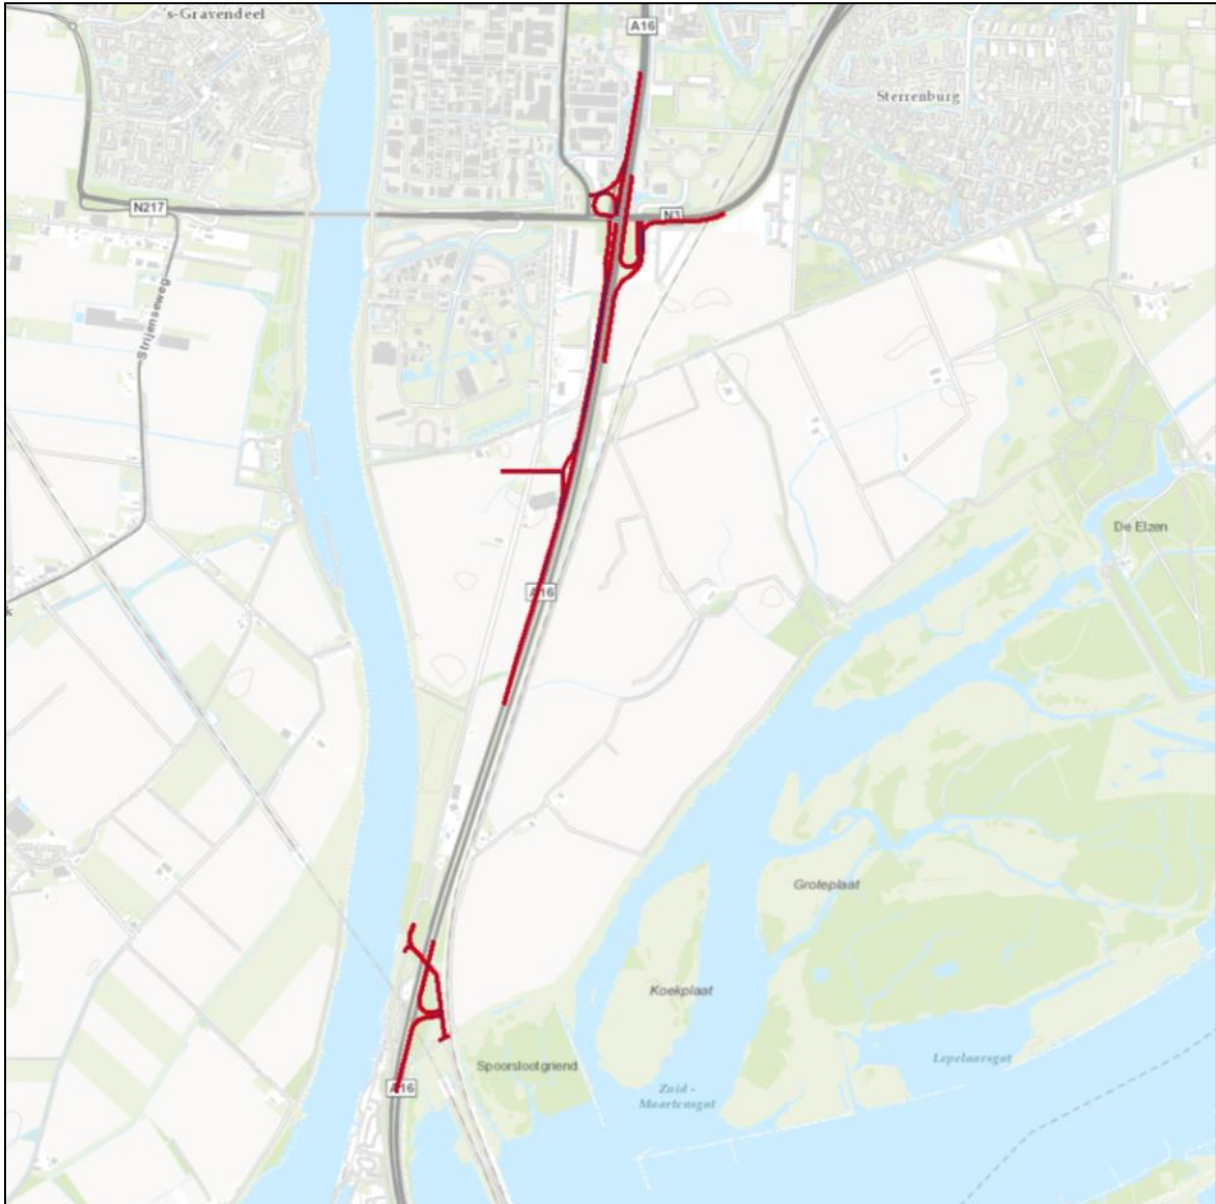 's-Gravendeel
A16
Sterrenburg
N217
N3
Strijenseweg
De Elzen
A16
Groteplaat
Koekplaat
Lepelaarsgat
Spoorslootgriend
Zuid -
Maartensgat
A16